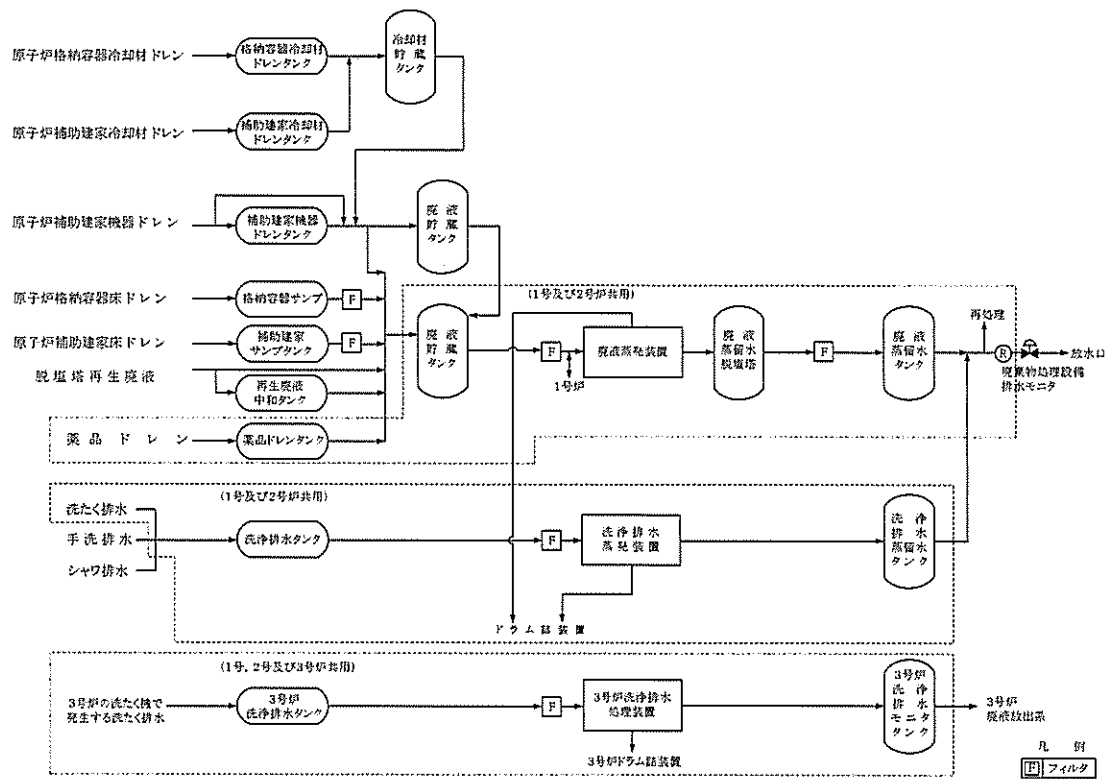 原子炉格納容器冷却材ドレン
格納容器冷却材
ドレンタンク
冷却材
貯蔵
タンク
原子炉補助建家冷却材ドレン
補助建家冷却材
ドレンタンク
原子炉補助建家機器ドレン
補助建家機器
ドレンタンク
廃液
貯蔵
タンク
原子炉格納容器床ドレン
格納容器サンプ
F
原子炉補助建家床ドレン
補助建家
サンプタンク
F
脱塩塔再生廃液
再生廃液
中和タンク
薬品ドレン
薬品ドレンタンク
(1号及び2号炉共用)
廃液
貯蔵
タンク
F
1号炉
廃液蒸発装置
廃液
蒸留水
脱塩塔
F
廃液
蒸留水
タンク
再処理
R
放水口
廃棄物処理設備
排水モニタ
(1号及び2号炉共用)
洗たく排水
手洗排水
シャワ排水
洗浄排水タンク
F
洗浄排水
蒸発装置
洗浄
排水
蒸留水
タンク
ドラム詰装置
(1号,2号及び3号炉共用)
3号炉の洗たく機で
発生する洗たく排水
3号炉
洗浄排水タンク
F
3号炉洗浄排水
処理装置
3号炉
洗浄
排水
モニタ
タンク
3号炉
廃液放出系
3号炉ドラム詰装置
凡例
F フィルタ